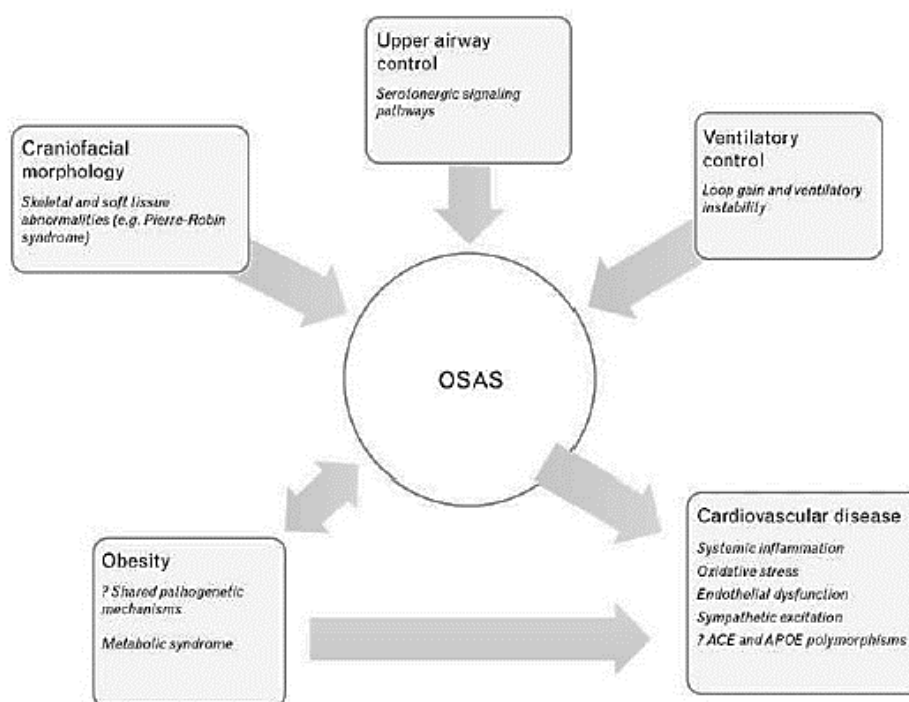 Upper airway
control
Serotonergic signaling
pathways
Craniofacial
morphology
Skeletal and soft tissue
abnormalities (e.g. Pierre-Robin
syndrome)
Ventilatory
control
Loop gain and ventilatory
instability
OSAS
Obesity
? Shared pathogenetic
mechanisms
Metabolic syndrome
Cardiovascular disease
Systemic inflammation
Oxidative stress
Endothelial dysfunction
Sympathetic excitation
? ACE and APOE polymorphisms